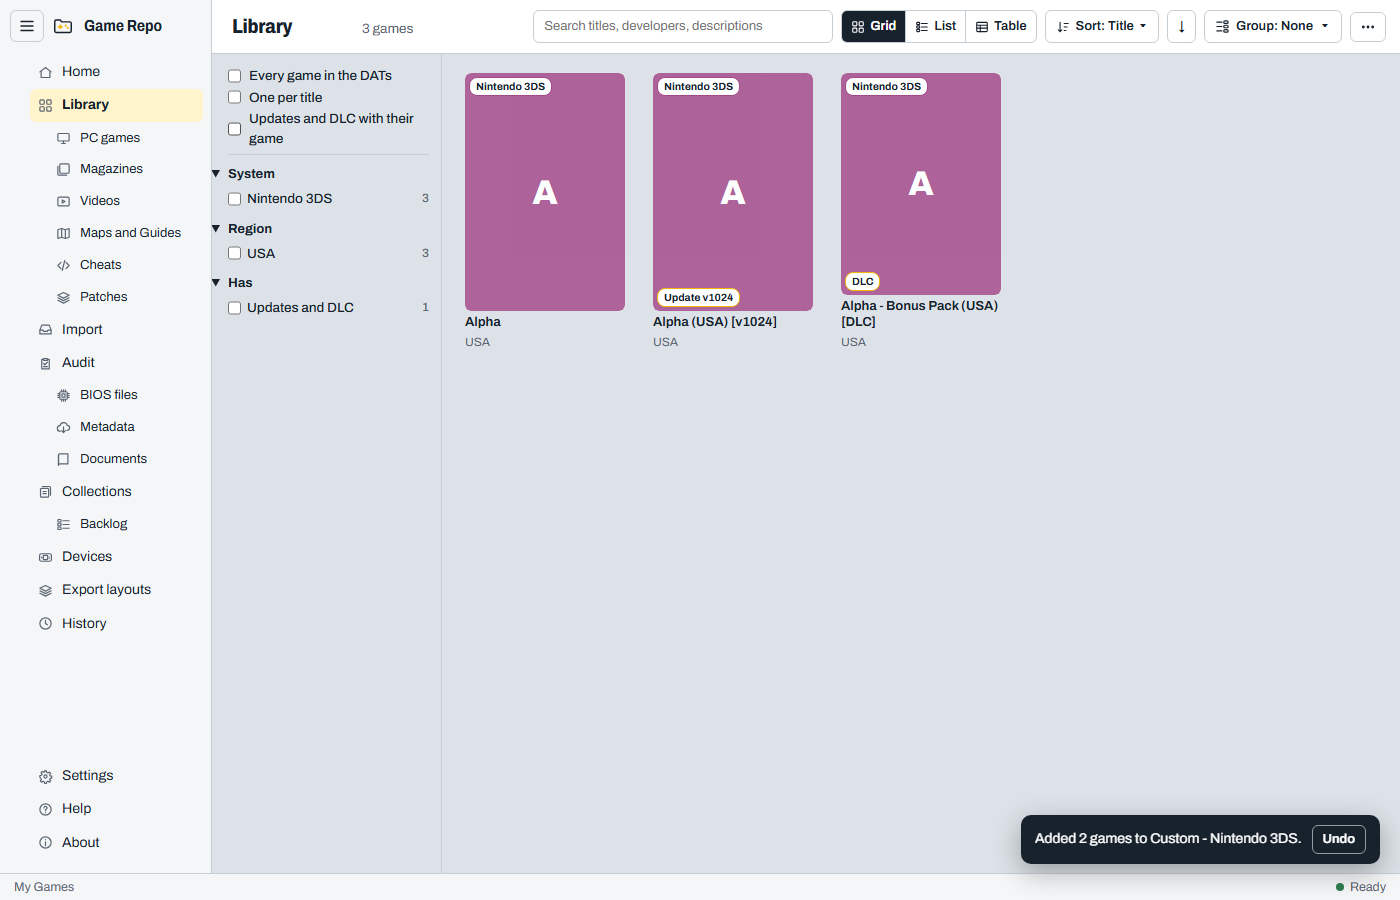 Game Repo
Home
Library
PC games
Magazines
Videos
Maps and Guides
Cheats
Patches
Import
Audit
BIOS files
Metadata
Documents
Collections
Backlog
Devices
Export layouts
History
Settings
Help
About
Library
3 games
Search titles, developers, descriptions
Grid
List
Table
Sort: Title
Group: None
Every game in the DATs
One per title
Updates and DLC with their
game
System
Nintendo 3DS 3
Region
USA 3
Has
Updates and DLC 1
Nintendo 3DS
A
Alpha
USA
Nintendo 3DS
A
Update v1024
Alpha (USA) [v1024]
USA
Nintendo 3DS
A
DLC
Alpha - Bonus Pack (USA)
[DLC]
USA
Added 2 games to Custom - Nintendo 3DS. Undo
My Games
Ready